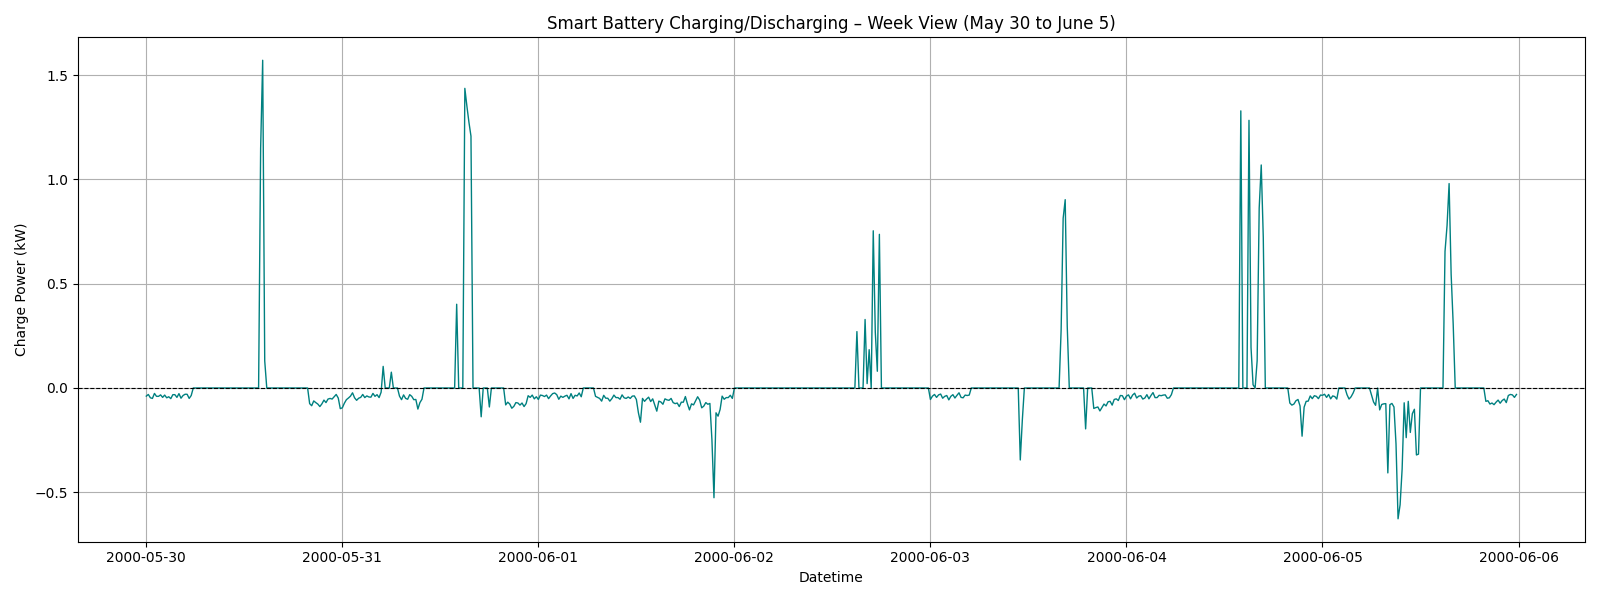 Smart Battery Charging/Discharging – Week View (May 30 to June 5)
Charge Power (kW)
1.5
1.0
0.5
0.0
−0.5
2000-05-30 2000-05-31 2000-06-01 2000-06-02 2000-06-03 2000-06-04 2000-06-05 2000-06-06
Datetime